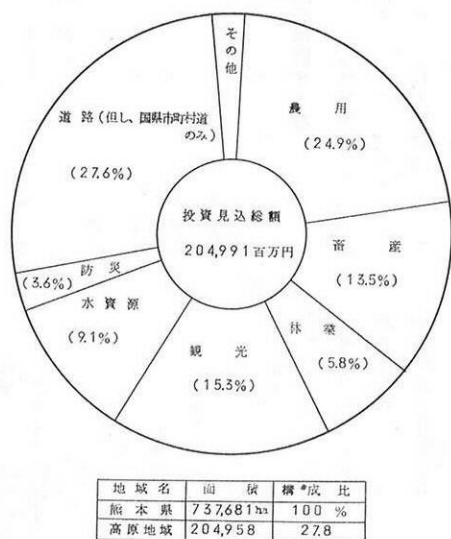 その他
農用
(24.9%)
畜産
(13.5%)
林業
(5.8%)
観光
(15.3%)
水資源
(9.1%)
防災
(3.6%)
道路(但し、国県市町村道
のみ)
(27.6%)
投資見込総額
204,991百万円
地域名 面積 構成比
熊本県 737,681ha 100%
高原地域 204,958 27.8